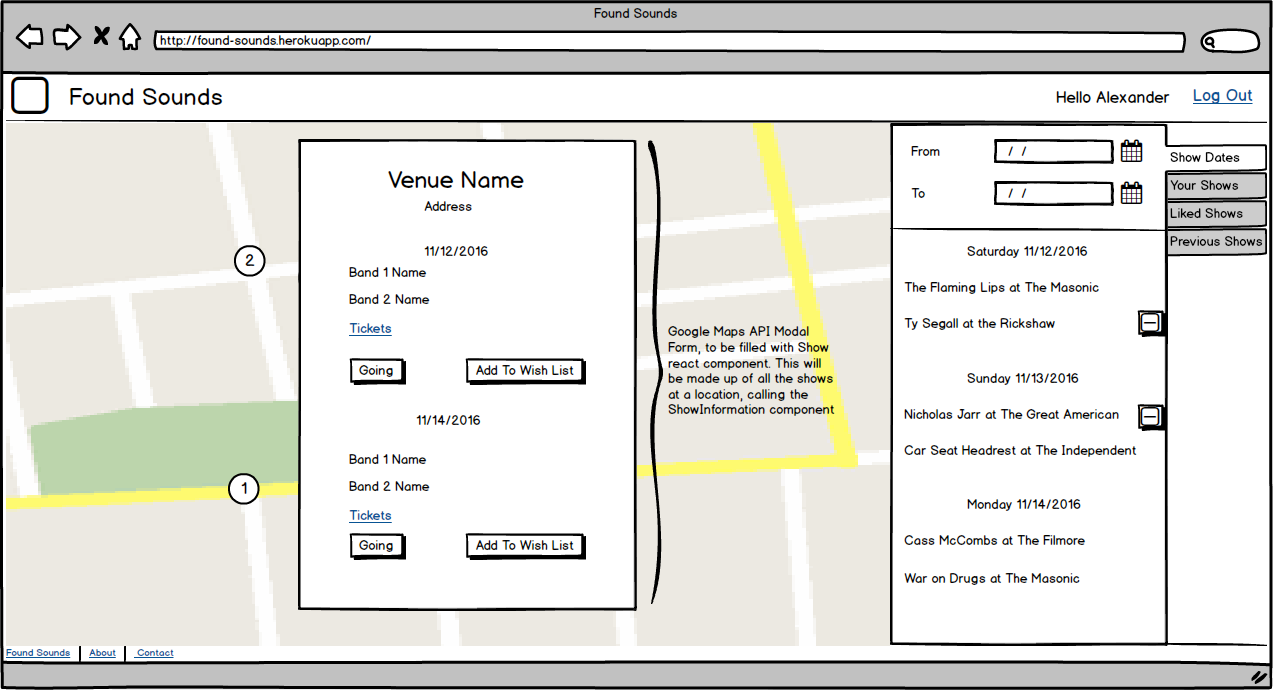 Found Sounds
http://found-sounds.herokuapp.com/
Found Sounds
Hello Alexander
Log Out
2
1
Venue Name
Address
11/12/2016
Band 1 Name
Band 2 Name
Tickets
Going
Add To Wish List
11/14/2016
Band 1 Name
Band 2 Name
Tickets
Going
Add To Wish List
Google Maps API Modal
Form, to be filled with Show
react component. This will
be made up of all the shows
at a location, calling the
ShowInformation component
From
/ /
To
/ /
Show Dates
Your Shows
Liked Shows
Previous Shows
Saturday 11/12/2016
The Flaming Lips at The Masonic
Ty Segall at the Rickshaw
Sunday 11/13/2016
Nicholas Jarr at The Great American
Car Seat Headrest at The Independent
Monday 11/14/2016
Cass McCombs at The Filmore
War on Drugs at The Masonic
Found Sounds
About
Contact